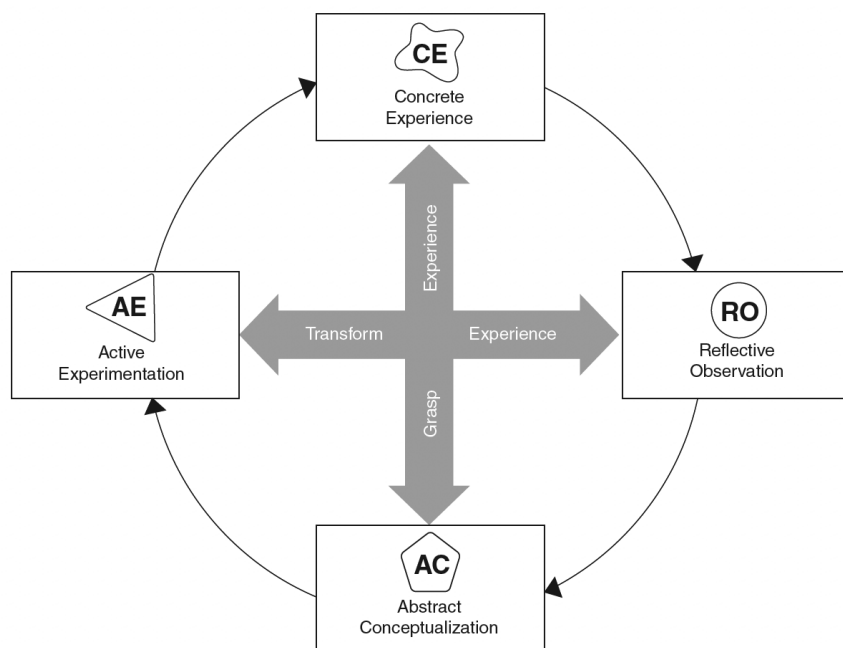 CE
Concrete
Experience
AE
Active
Experimentation
Experience
Transform
Experience
Grasp
RO
Reflective
Observation
AC
Abstract
Conceptualization